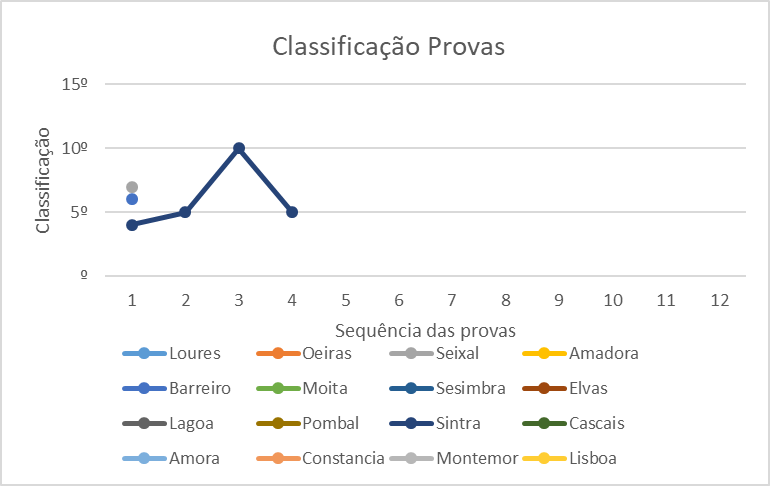 Classificação Provas
15º
10º
5º
º
Classificação
1 2 3 4 5 6 7 8 9 10 11 12
Sequência das provas
Loures Oeiras Seixal Amadora
Barreiro Moita Sesimbra Elvas
Lagoa Pombal Sintra Cascais
Amora Constancia Montemor Lisboa